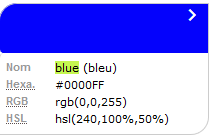 Nom blue (bleu)
Hexa. #0000FF
RGB rgb(0,0,255)
HSL hsl(240,100%,50%)